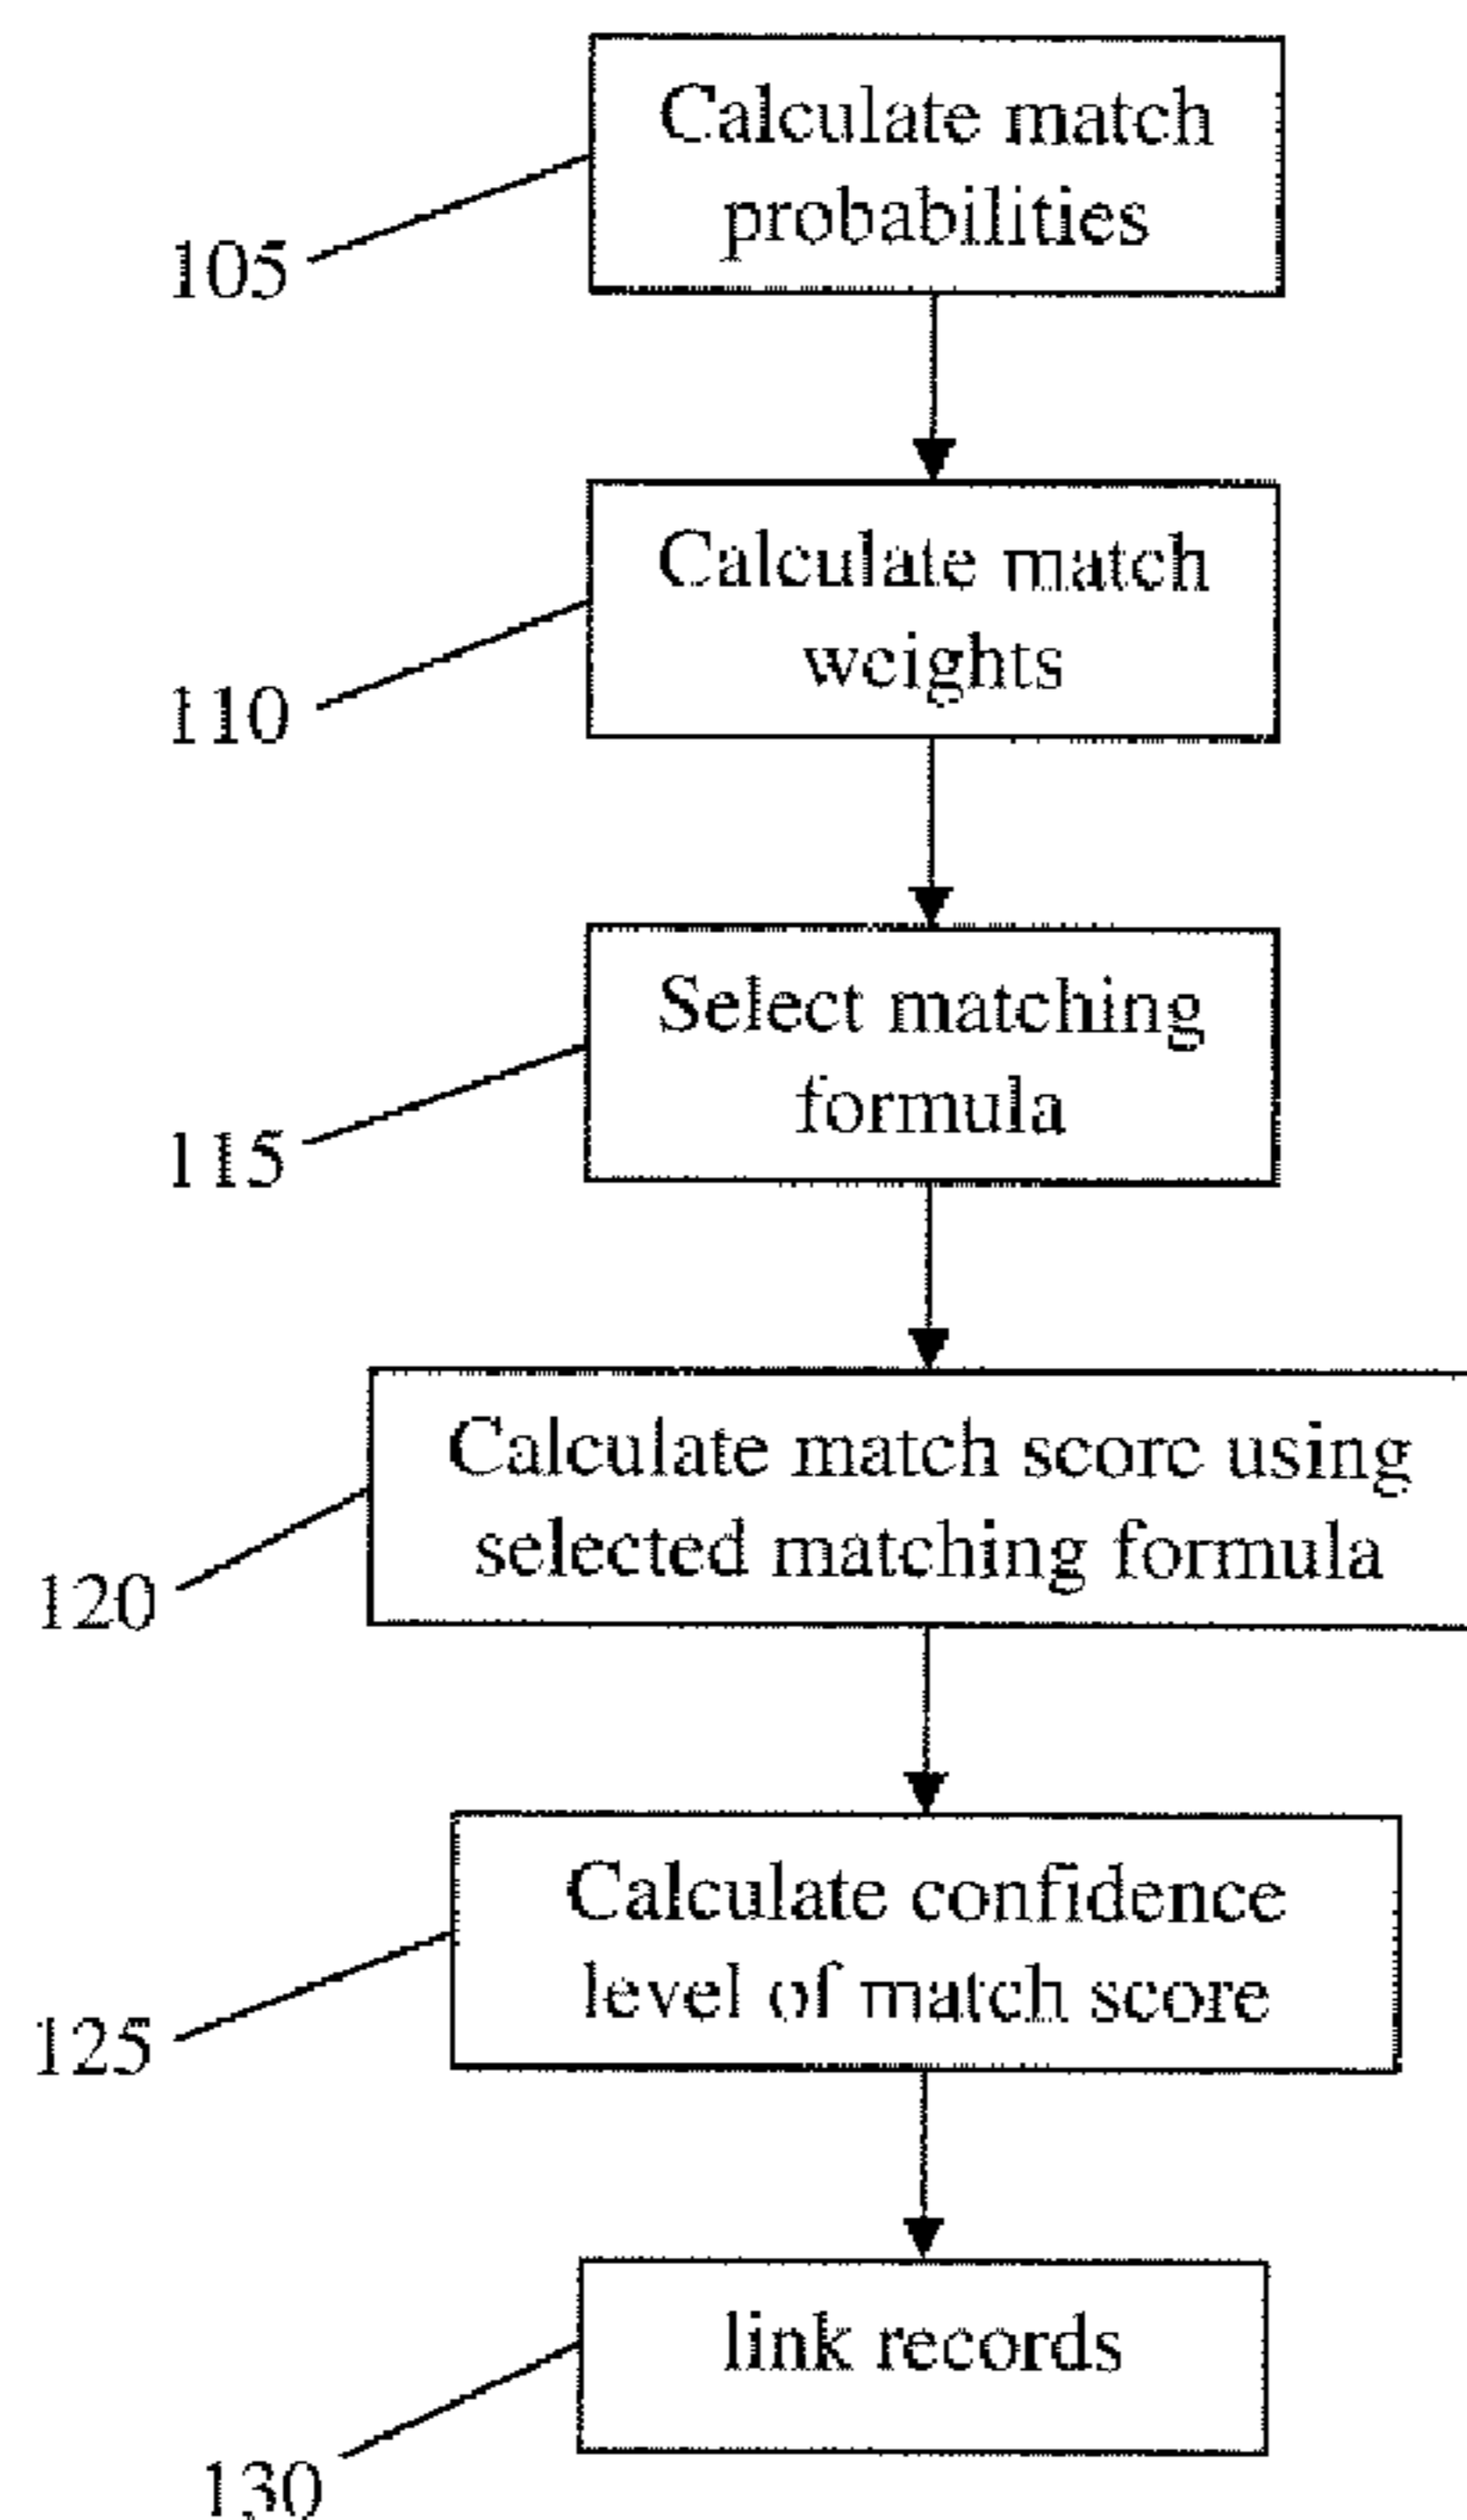 Calculate match
probabilities
105
Calculate match
weights
110
Select matching
formula
115
Calculate match score using
selected matching formula
120
Calculate confidence
level of match score
125
link records
130